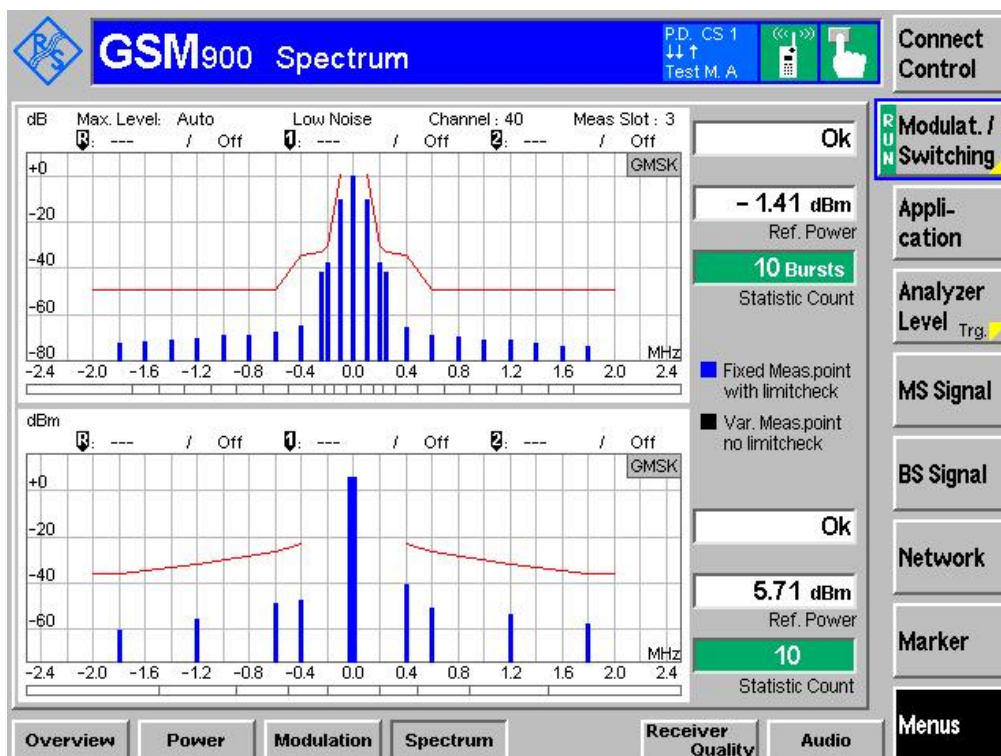 R&S
GSM900 Spectrum
P.D. CS 1
Test M. A
Connect
Control
RUN
Modulat. /
Switching
Appli-
cation
Analyzer
Level Trg.
MS Signal
BS Signal
Network
Marker
Menus
dB Max. Level: Auto Low Noise Channel : 40 Meas Slot : 3
R: --- / Off 1: --- / Off 2: --- / Off
GMSK
+0
-20
-40
-60
-80
MHz
-2.4 -2.0 -1.6 -1.2 -0.8 -0.4 0.0 0.4 0.8 1.2 1.6 2.0 2.4
Ok
- 1.41 dBm
Ref. Power
10 Bursts
Statistic Count
Fixed Meas.point
with limitcheck
Var. Meas.point
no limitcheck
dBm
R: --- / Off 1: --- / Off 2: --- / Off
GMSK
+0
-20
-40
-60
MHz
-2.4 -2.0 -1.6 -1.2 -0.8 -0.4 0.0 0.4 0.8 1.2 1.6 2.0 2.4
Ok
5.71 dBm
Ref. Power
10
Statistic Count
Overview
Power
Modulation
Spectrum
Receiver
Quality
Audio